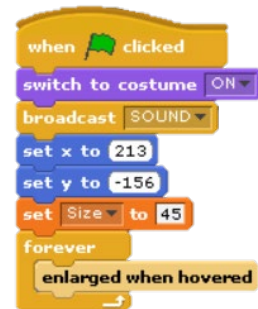 when clicked
switch to costume ON
broadcast SOUND
set x to 213
set y to -156
set Size to 45
forever
enlarged when hovered